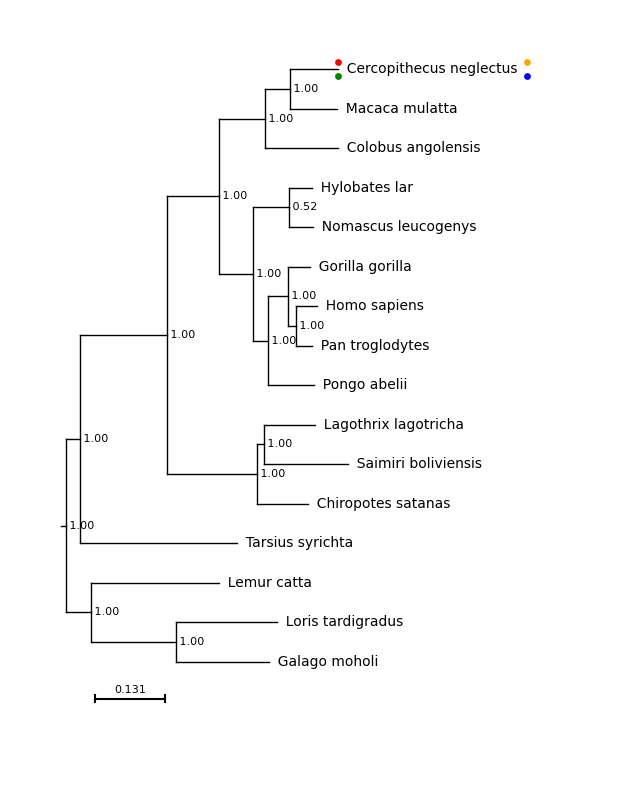 Cercopithecus neglectus
1.00
Macaca mulatta
1.00
Colobus angolensis
Hylobates lar
1.00
0.52
Nomascus leucogenys
Gorilla gorilla
1.00
1.00
Homo sapiens
1.00
1.00
1.00
Pan troglodytes
Pongo abelii
Lagothrix lagotricha
1.00
1.00
Saimiri boliviensis
1.00
Chiropotes satanas
1.00
Tarsius syrichta
Lemur catta
1.00
Loris tardigradus
1.00
Galago moholi
0.131